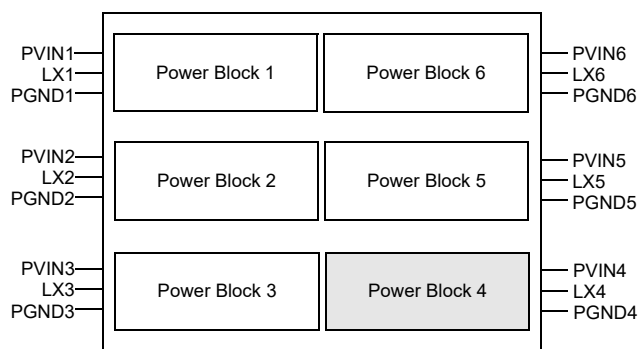 PVIN1
LX1
PGND1
Power Block 1
Power Block 6
PVIN6
LX6
PGND6
PVIN2
LX2
PGND2
Power Block 2
Power Block 5
PVIN5
LX5
PGND5
PVIN3
LX3
PGND3
Power Block 3
Power Block 4
PVIN4
LX4
PGND4